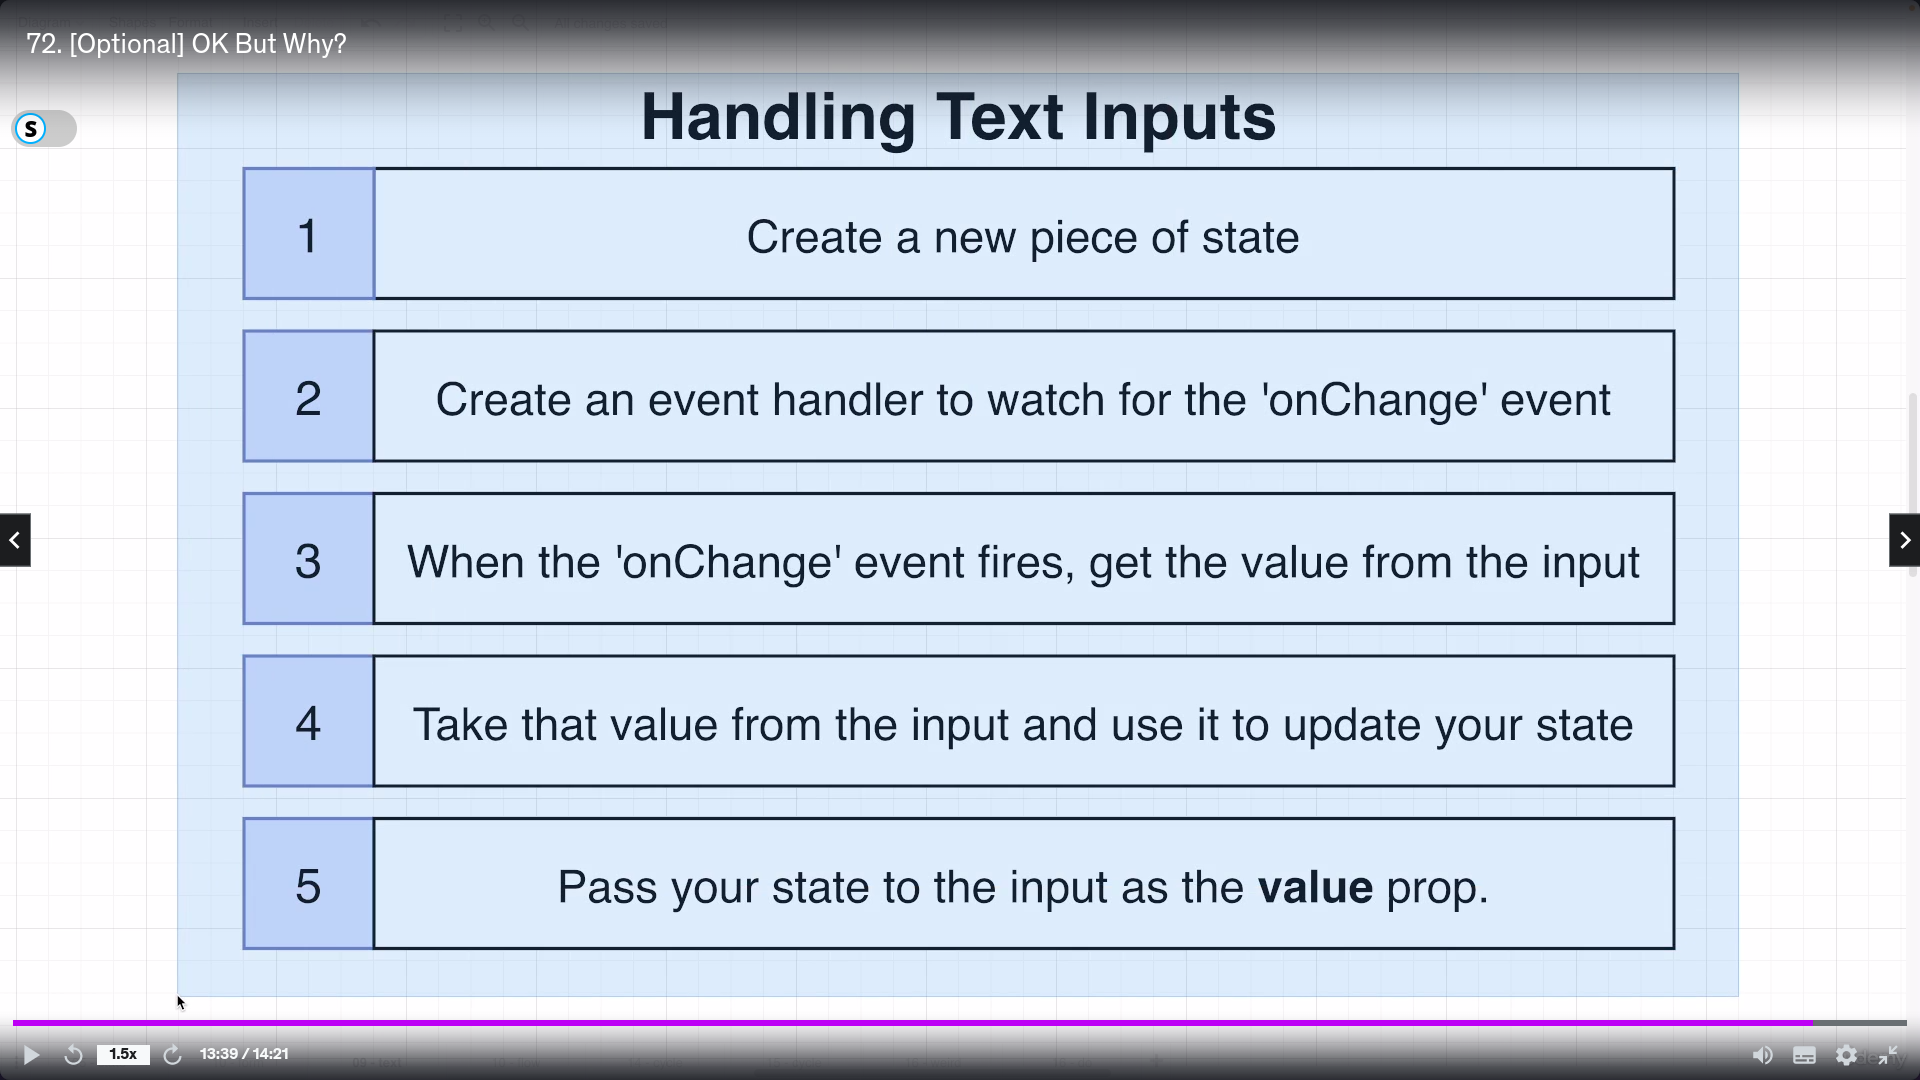 72. [Optional] OK But Why?
S
Handling Text Inputs
1
Create a new piece of state
2
Create an event handler to watch for the 'onChange' event
3
When the 'onChange' event fires, get the value from the input
4
Take that value from the input and use it to update your state
5
Pass your state to the input as the value prop.
1.5x
13:39 / 14:21